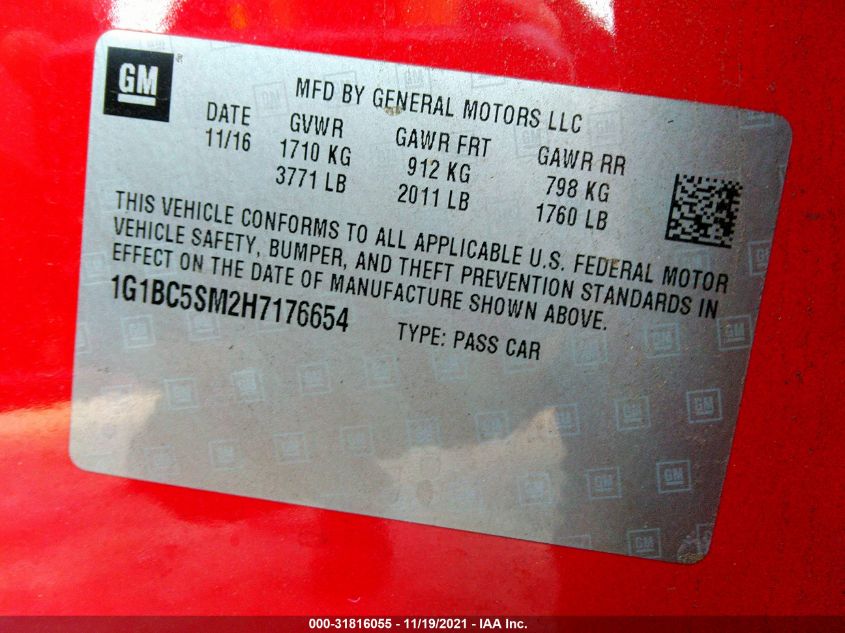 GM
MFD BY GENERAL MOTORS LLC
DATE GVWR GAWR FRT GAWR RR
11/16 1710 KG 912 KG 798 KG
3771 LB 2011 LB 1760 LB
THIS VEHICLE CONFORMS TO ALL APPLICABLE U.S. FEDERAL MOTOR
VEHICLE SAFETY, BUMPER, AND THEFT PREVENTION STANDARDS IN
EFFECT ON THE DATE OF MANUFACTURE SHOWN ABOVE.
1G1BC5SM2H7176654 TYPE: PASS CAR
000-31816055 - 11/19/2021 - IAA Inc.